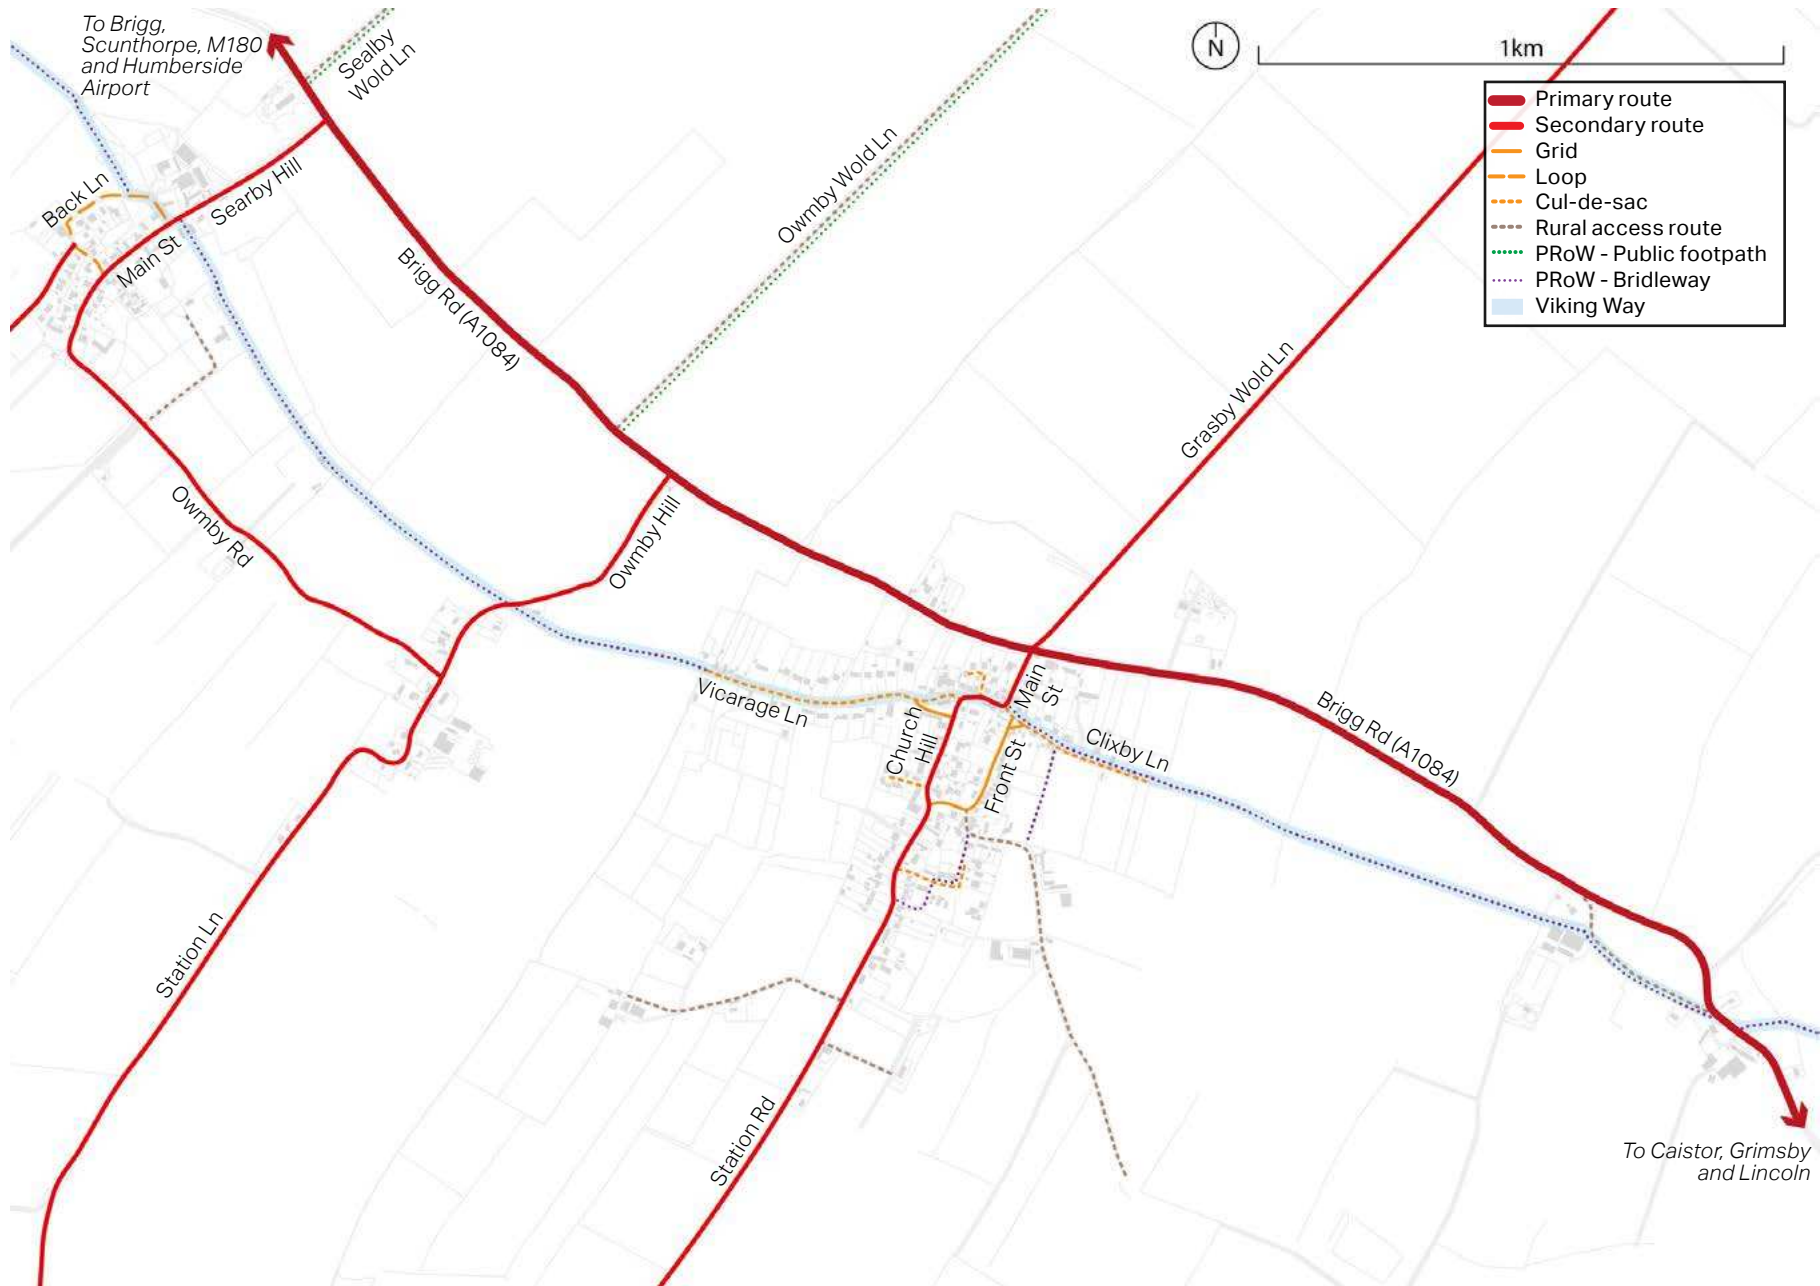 To Brigg,
Scunthorpe, M180
and Humberside
Airport
Sealby
Wold Ln
N
1km
Primary route
Secondary route
Grid
Loop
Cul-de-sac
Rural access route
PRoW - Public footpath
PRoW - Bridleway
Viking Way
Back Ln
Searby Hill
Main St
Owmby Wold Ln
Brigg Rd (A1084)
Grasby Wold Ln
Owmby Rd
Owmby Hill
Vicarage Ln
Main
St
Church
Hill
Front St
Clixby Ln
Brigg Rd (A1084)
Station Ln
Station Rd
To Caistor, Grimsby
and Lincoln